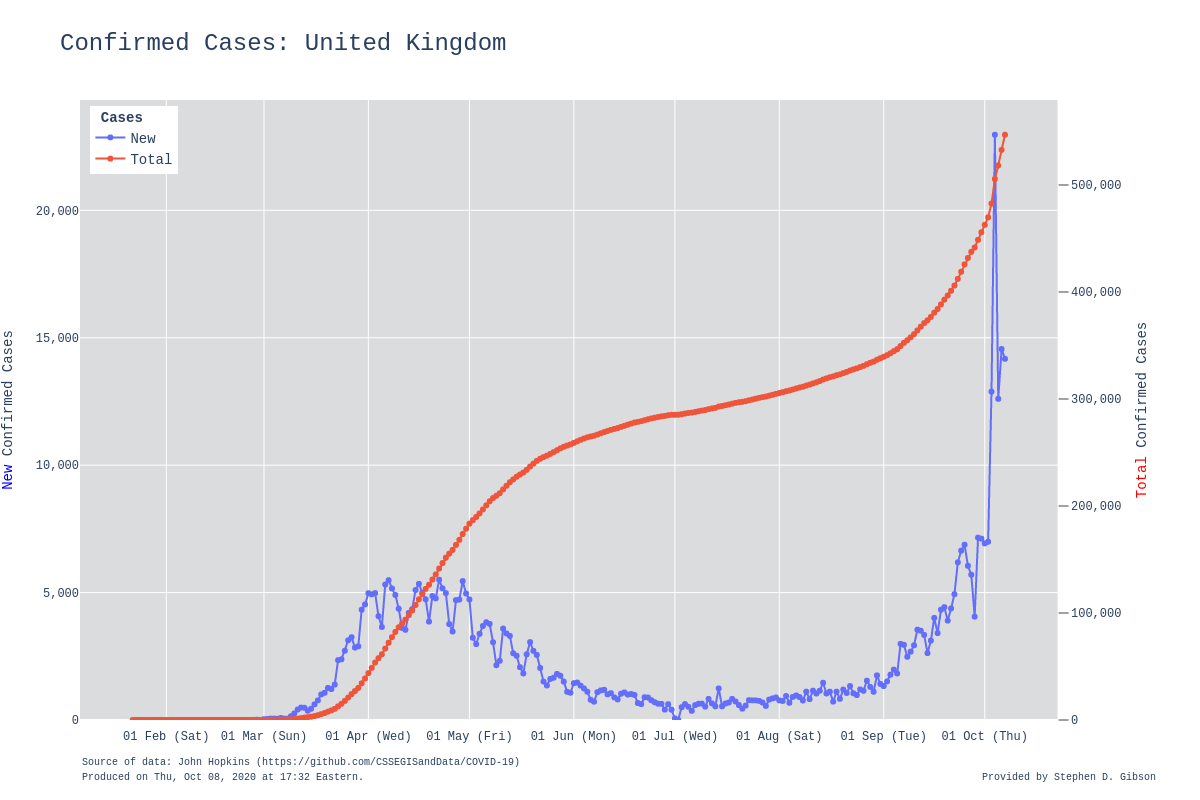 Confirmed Cases: United Kingdom
Cases
New
Total
20,000
15,000
10,000
5,000
0
500,000
400,000
300,000
200,000
100,000
0
New Confirmed Cases
Total Confirmed Cases
01 Feb (Sat) 01 Mar (Sun) 01 Apr (Wed) 01 May (Fri) 01 Jun (Mon) 01 Jul (Wed) 01 Aug (Sat) 01 Sep (Tue) 01 Oct (Thu)
Source of data: John Hopkins (https://github.com/CSSEGISandData/COVID-19)
Produced on Thu, Oct 08, 2020 at 17:32 Eastern.
Provided by Stephen D. Gibson